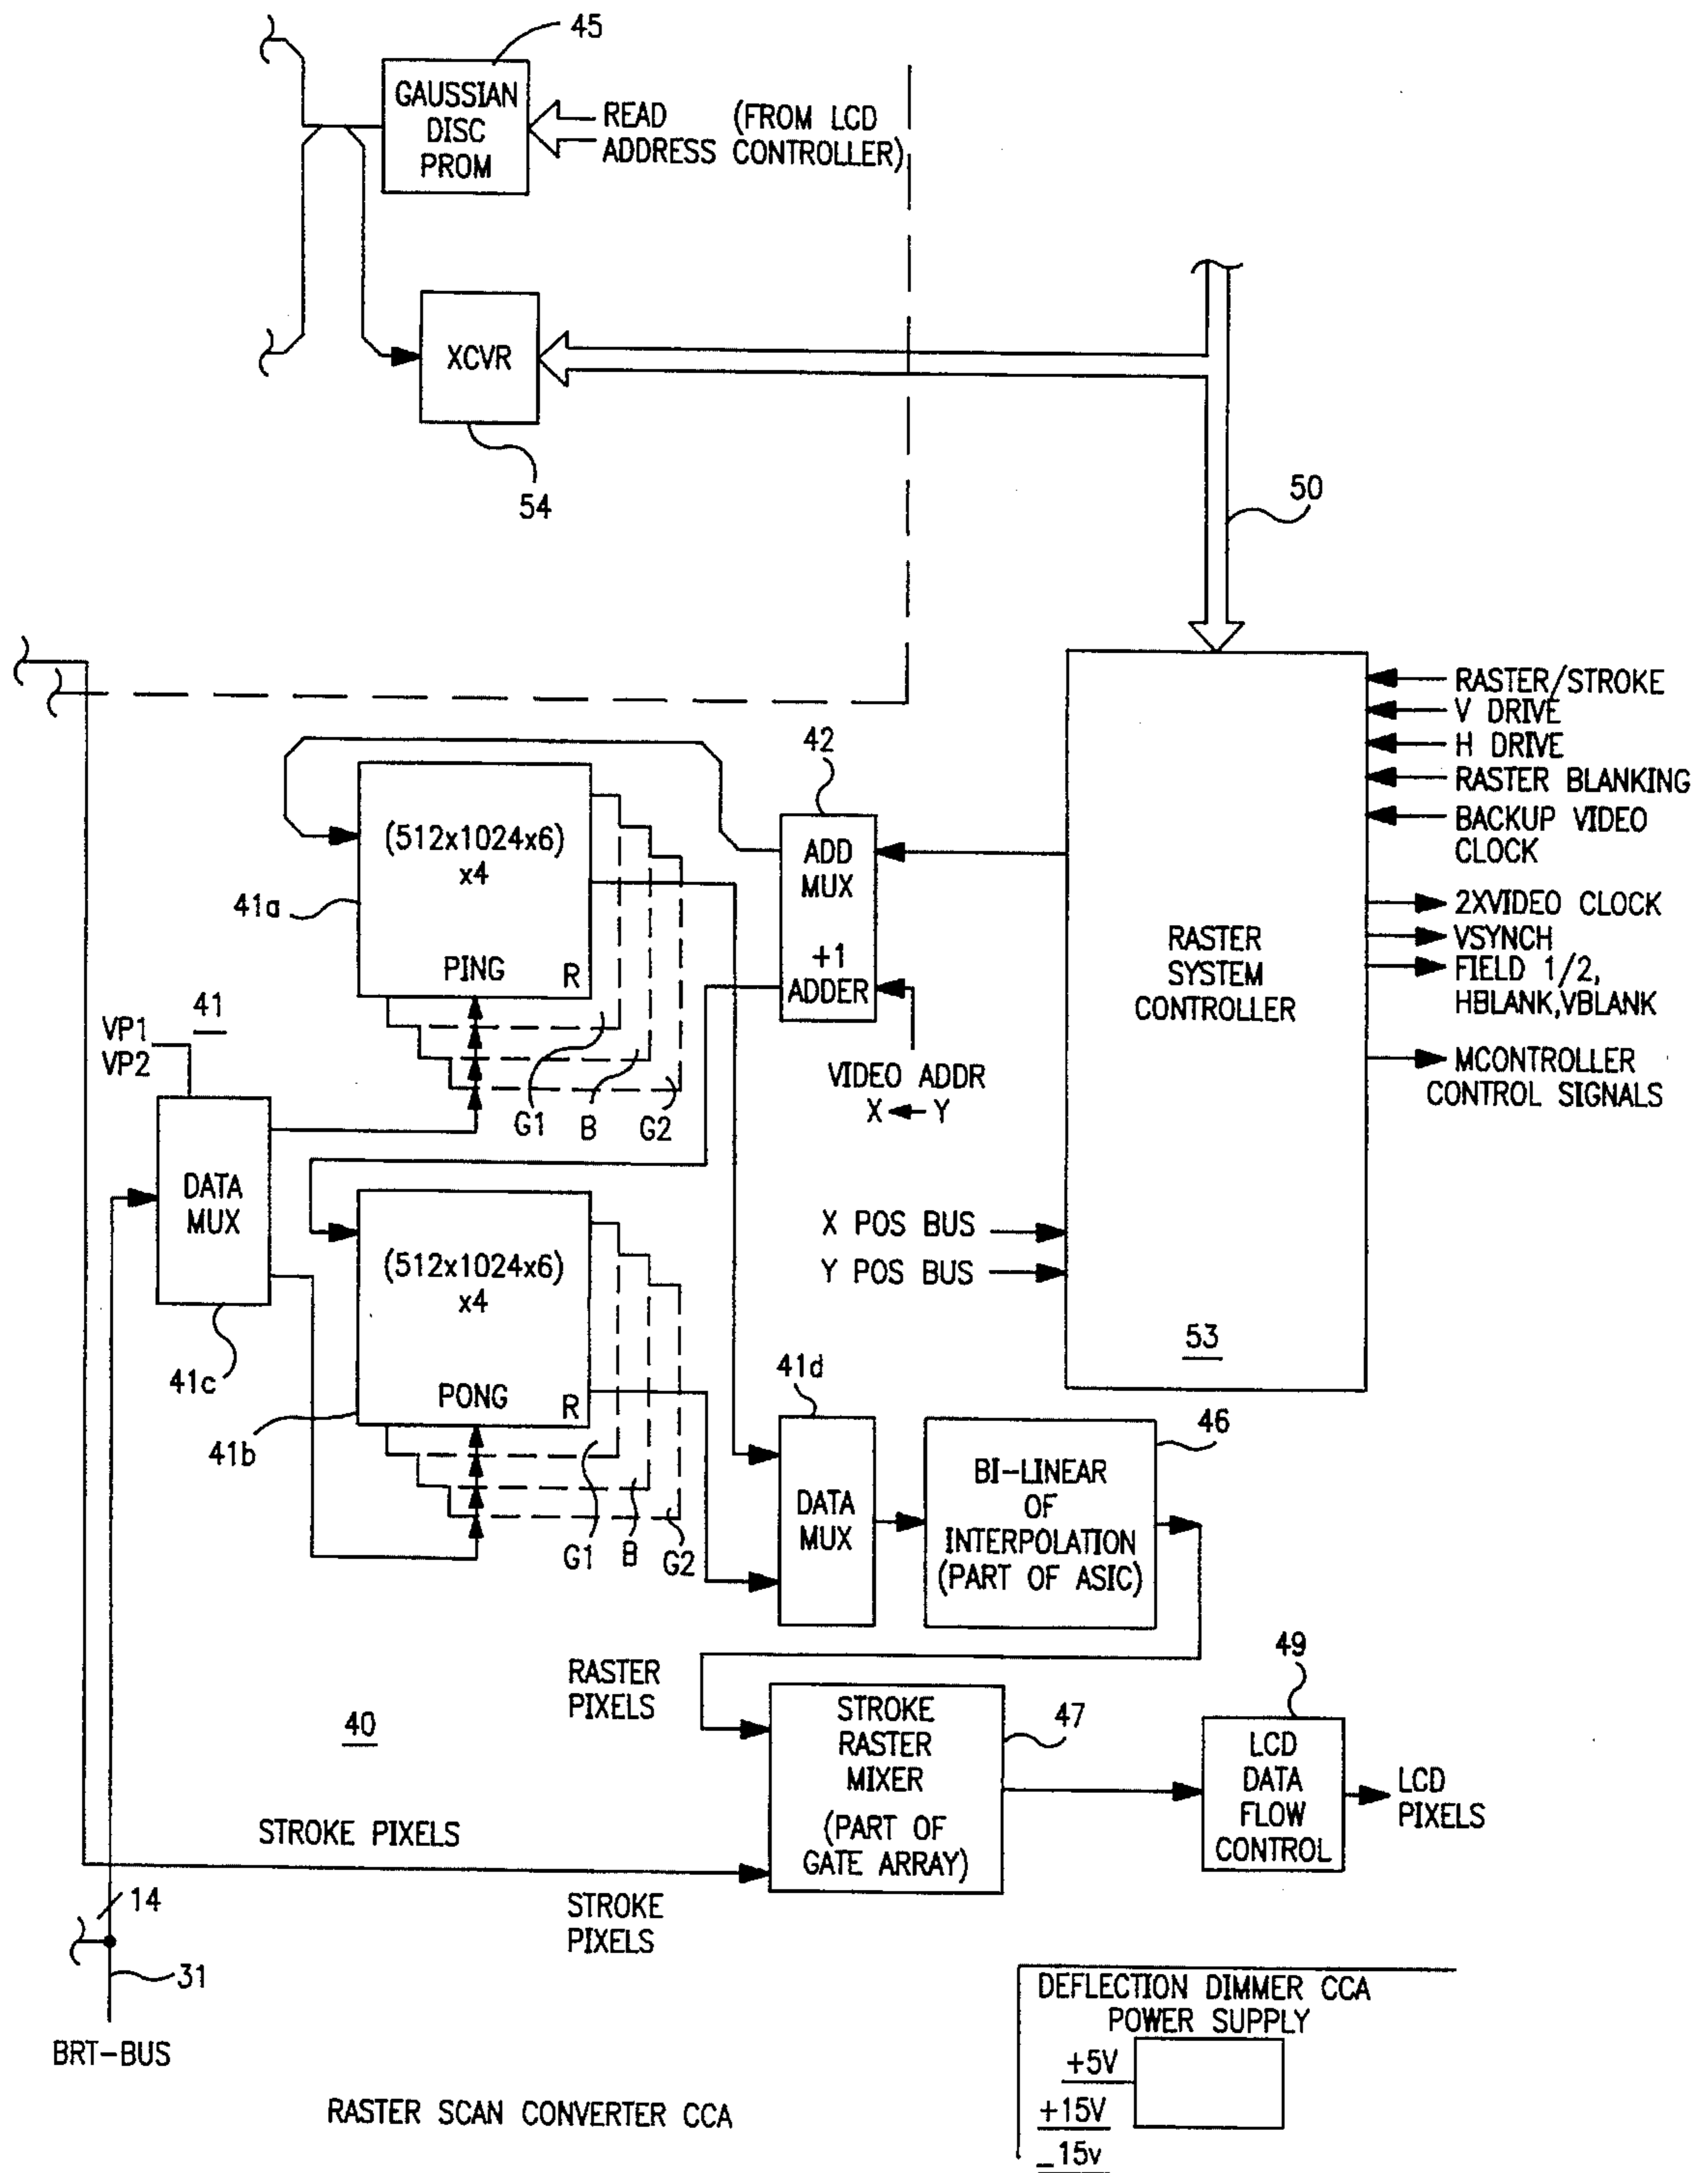 45
GAUSSIAN
DISC
PROM
READ (FROM LCD
ADDRESS CONTROLLER)
XCVR
54
50
RASTER/STROKE
V DRIVE
H DRIVE
RASTER BLANKING
BACKUP VIDEO
CLOCK
2XVIDEO CLOCK
VSYNCH
FIELD 1/2,
HBLANK,VBLANK
MCONTROLLER
CONTROL SIGNALS
RASTER
SYSTEM
CONTROLLER
53
42
ADD
MUX
+1
ADDER
VIDEO ADDR
X Y
(512x1024x6)
x4
41a
PING R
41
VP1
VP2
G1 B G2
DATA
MUX
41c
X POS BUS
Y POS BUS
(512x1024x6)
x4
PONG R
41b
G1 B G2
41d
DATA
MUX
46
BI-LINEAR
OF
INTERPOLATION
(PART OF ASIC)
RASTER
PIXELS
40
STROKE
RASTER
MIXER
(PART OF
GATE ARRAY)
47
49
LCD
DATA
FLOW
CONTROL
LCD
PIXELS
STROKE PIXELS
STROKE
PIXELS
14
31
BRT-BUS
DEFLECTION DIMMER CCA
POWER SUPPLY
+5V
+15V
_15v
RASTER SCAN CONVERTER CCA